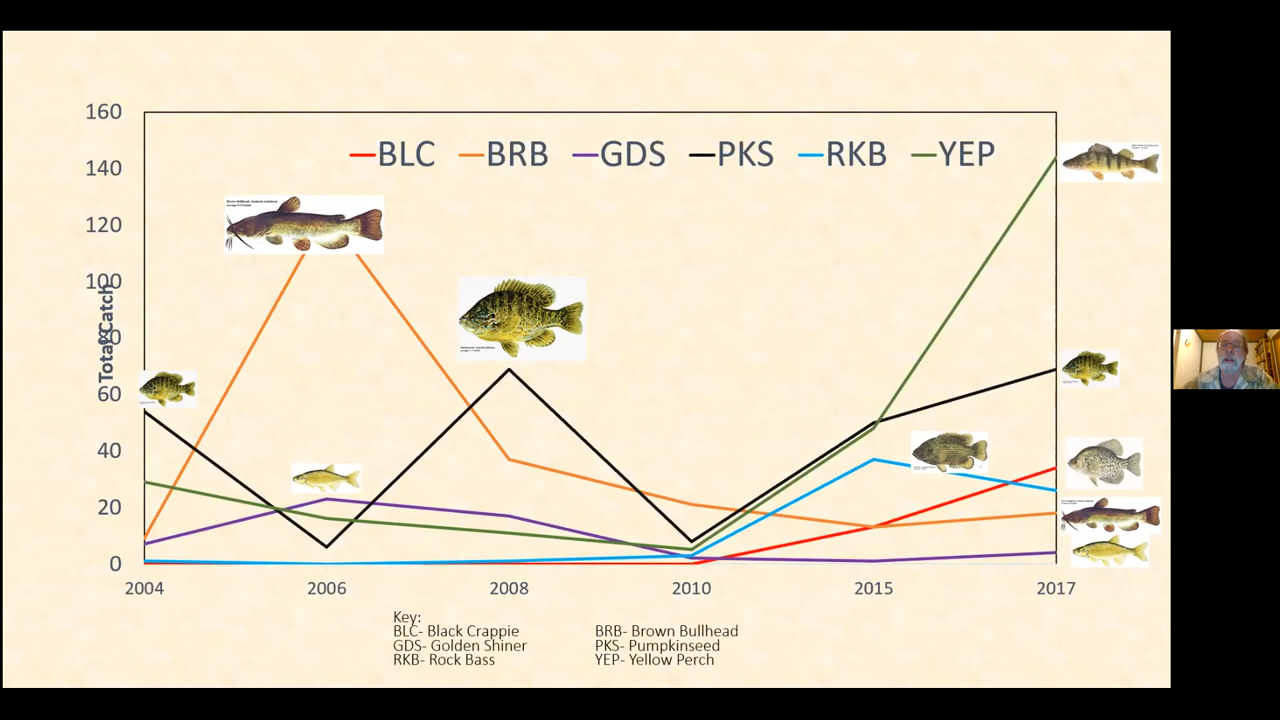 160
BLC BRB GDS PKS RKB YEP
140
120
100
Total Catch
80
60
40
20
0
2004 2006 2008 2010 2015 2017
Key:
BLC- Black Crappie BRB- Brown Bullhead
GDS- Golden Shiner PKS- Pumpkinseed
RKB- Rock Bass YEP- Yellow Perch